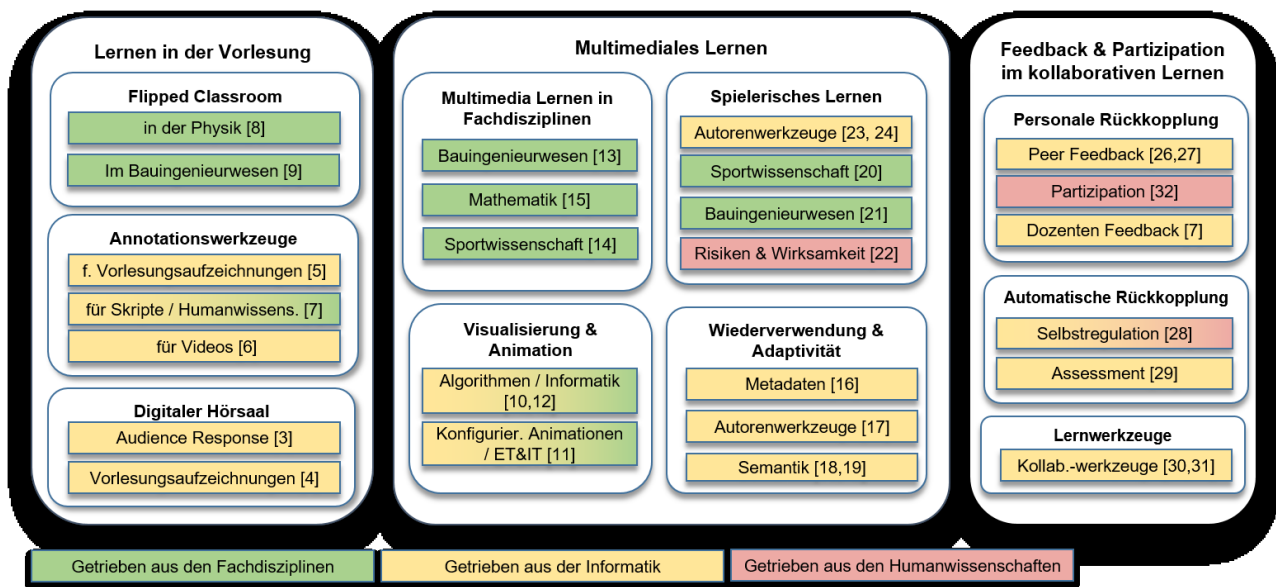 Lernen in der Vorlesung
Flipped Classroom
in der Physik [8]
Im Bauingenieurwesen [9]
Annotationswerkzeuge
f. Vorlesungsaufzeichnungen [5]
für Skripte / Humanwissens. [7]
für Videos [6]
Digitaler Hörsaal
Audience Response [3]
Vorlesungsaufzeichnungen [4]
Multimediales Lernen
Multimedia Lernen in
Fachdisziplinen
Bauingenieurwesen [13]
Mathematik [15]
Sportwissenschaft [14]
Spielerisches Lernen
Autorenwerkzeuge [23, 24]
Sportwissenschaft [20]
Bauingenieurwesen [21]
Risiken & Wirksamkeit [22]
Visualisierung &
Animation
Algorithmen / Informatik
[10,12]
Konfigurier. Animationen
/ ET&IT [11]
Wiederverwendung &
Adaptivität
Metadaten [16]
Autorenwerkzeuge [17]
Semantik [18,19]
Feedback & Partizipation
im kollaborativen Lernen
Personale Rückkopplung
Peer Feedback [26,27]
Partizipation [32]
Dozenten Feedback [7]
Automatische Rückkopplung
Selbstregulation [28]
Assessment [29]
Lernwerkzeuge
Kollab.-werkzeuge [30,31]
Getrieben aus den Fachdisziplinen
Getrieben aus der Informatik
Getrieben aus den Humanwissenschaften